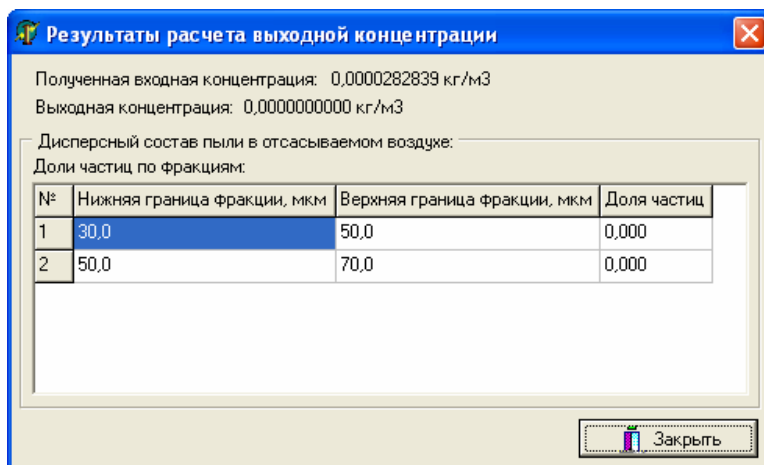 Результаты расчета выходной концентрации
Полученная входная концентрация: 0,0000282839 кг/м3
Выходная концентрация: 0,0000000000 кг/м3
Дисперсный состав пыли в отсасываемом воздухе:
Доли частиц по фракциям:
№ Нижняя граница фракции, мкм Верхняя граница фракции, мкм Доля частиц
1 30,0 50,0 0,000
2 50,0 70,0 0,000
Закрыть